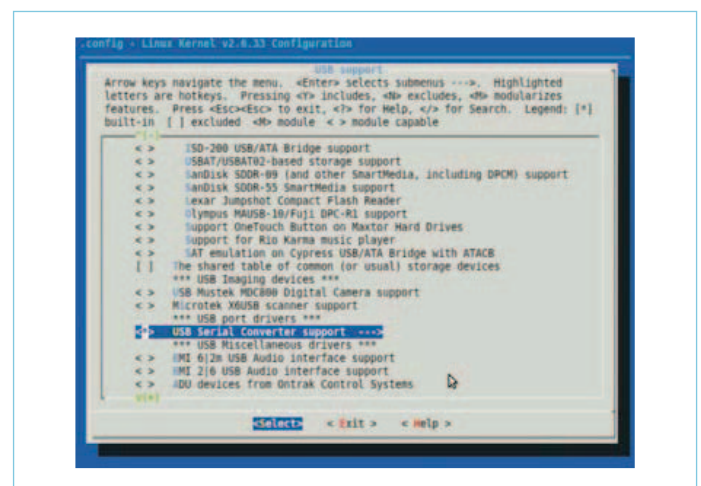 .config - Linux Kernel v2.6.33 Configuration
USB support
Arrow keys navigate the menu. <Enter> selects submenus --->. Highlighted
letters are hotkeys. Pressing <Y> includes, <N> excludes, <M> modularizes
features. Press <Esc><Esc> to exit, <?> for Help, </> for Search. Legend: [*]
built-in [ ] excluded <M> module < > module capable
^(-)
< > ISD-200 USB/ATA Bridge support
< > USBAT/USBAT02-based storage support
< > SanDisk SDDR-09 (and other SmartMedia, including DPCM) support
< > SanDisk SDDR-55 SmartMedia support
< > Lexar Jumpshot Compact Flash Reader
< > Olympus MAUSB-10/Fuji DPC-R1 support
< > Support OneTouch Button on Maxtor Hard Drives
< > Support for Rio Karma music player
< > SAT emulation on Cypress USB/ATA Bridge with ATACB
[ ] The shared table of common (or usual) storage devices
*** USB Imaging devices ***
< > USB Mustek MDC800 Digital Camera support
< > Microtek X6USB scanner support
*** USB port drivers ***
<*> USB Serial Converter support --->
*** USB Miscellaneous drivers ***
< > EMI 6|2m USB Audio interface support
< > EMI 2|6 USB Audio interface support
< > ADU devices from Ontrak Control Systems
v(+)
<Select> < Exit > < Help >